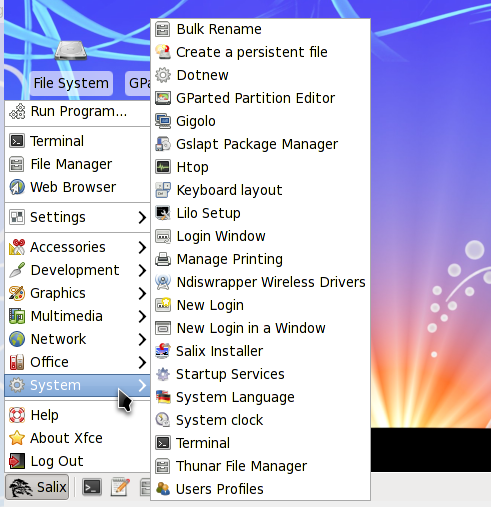 File System
GPa
Run Program...
Terminal
File Manager
Web Browser
Settings
Accessories
Development
Graphics
Multimedia
Network
Office
System
Help
About Xfce
Log Out
Salix
Bulk Rename
Create a persistent file
Dotnew
GParted Partition Editor
Gigolo
Gslapt Package Manager
Htop
Keyboard layout
Lilo Setup
Login Window
Manage Printing
Ndiswrapper Wireless Drivers
New Login
New Login in a Window
Salix Installer
Startup Services
System Language
System clock
Terminal
Thunar File Manager
Users Profiles